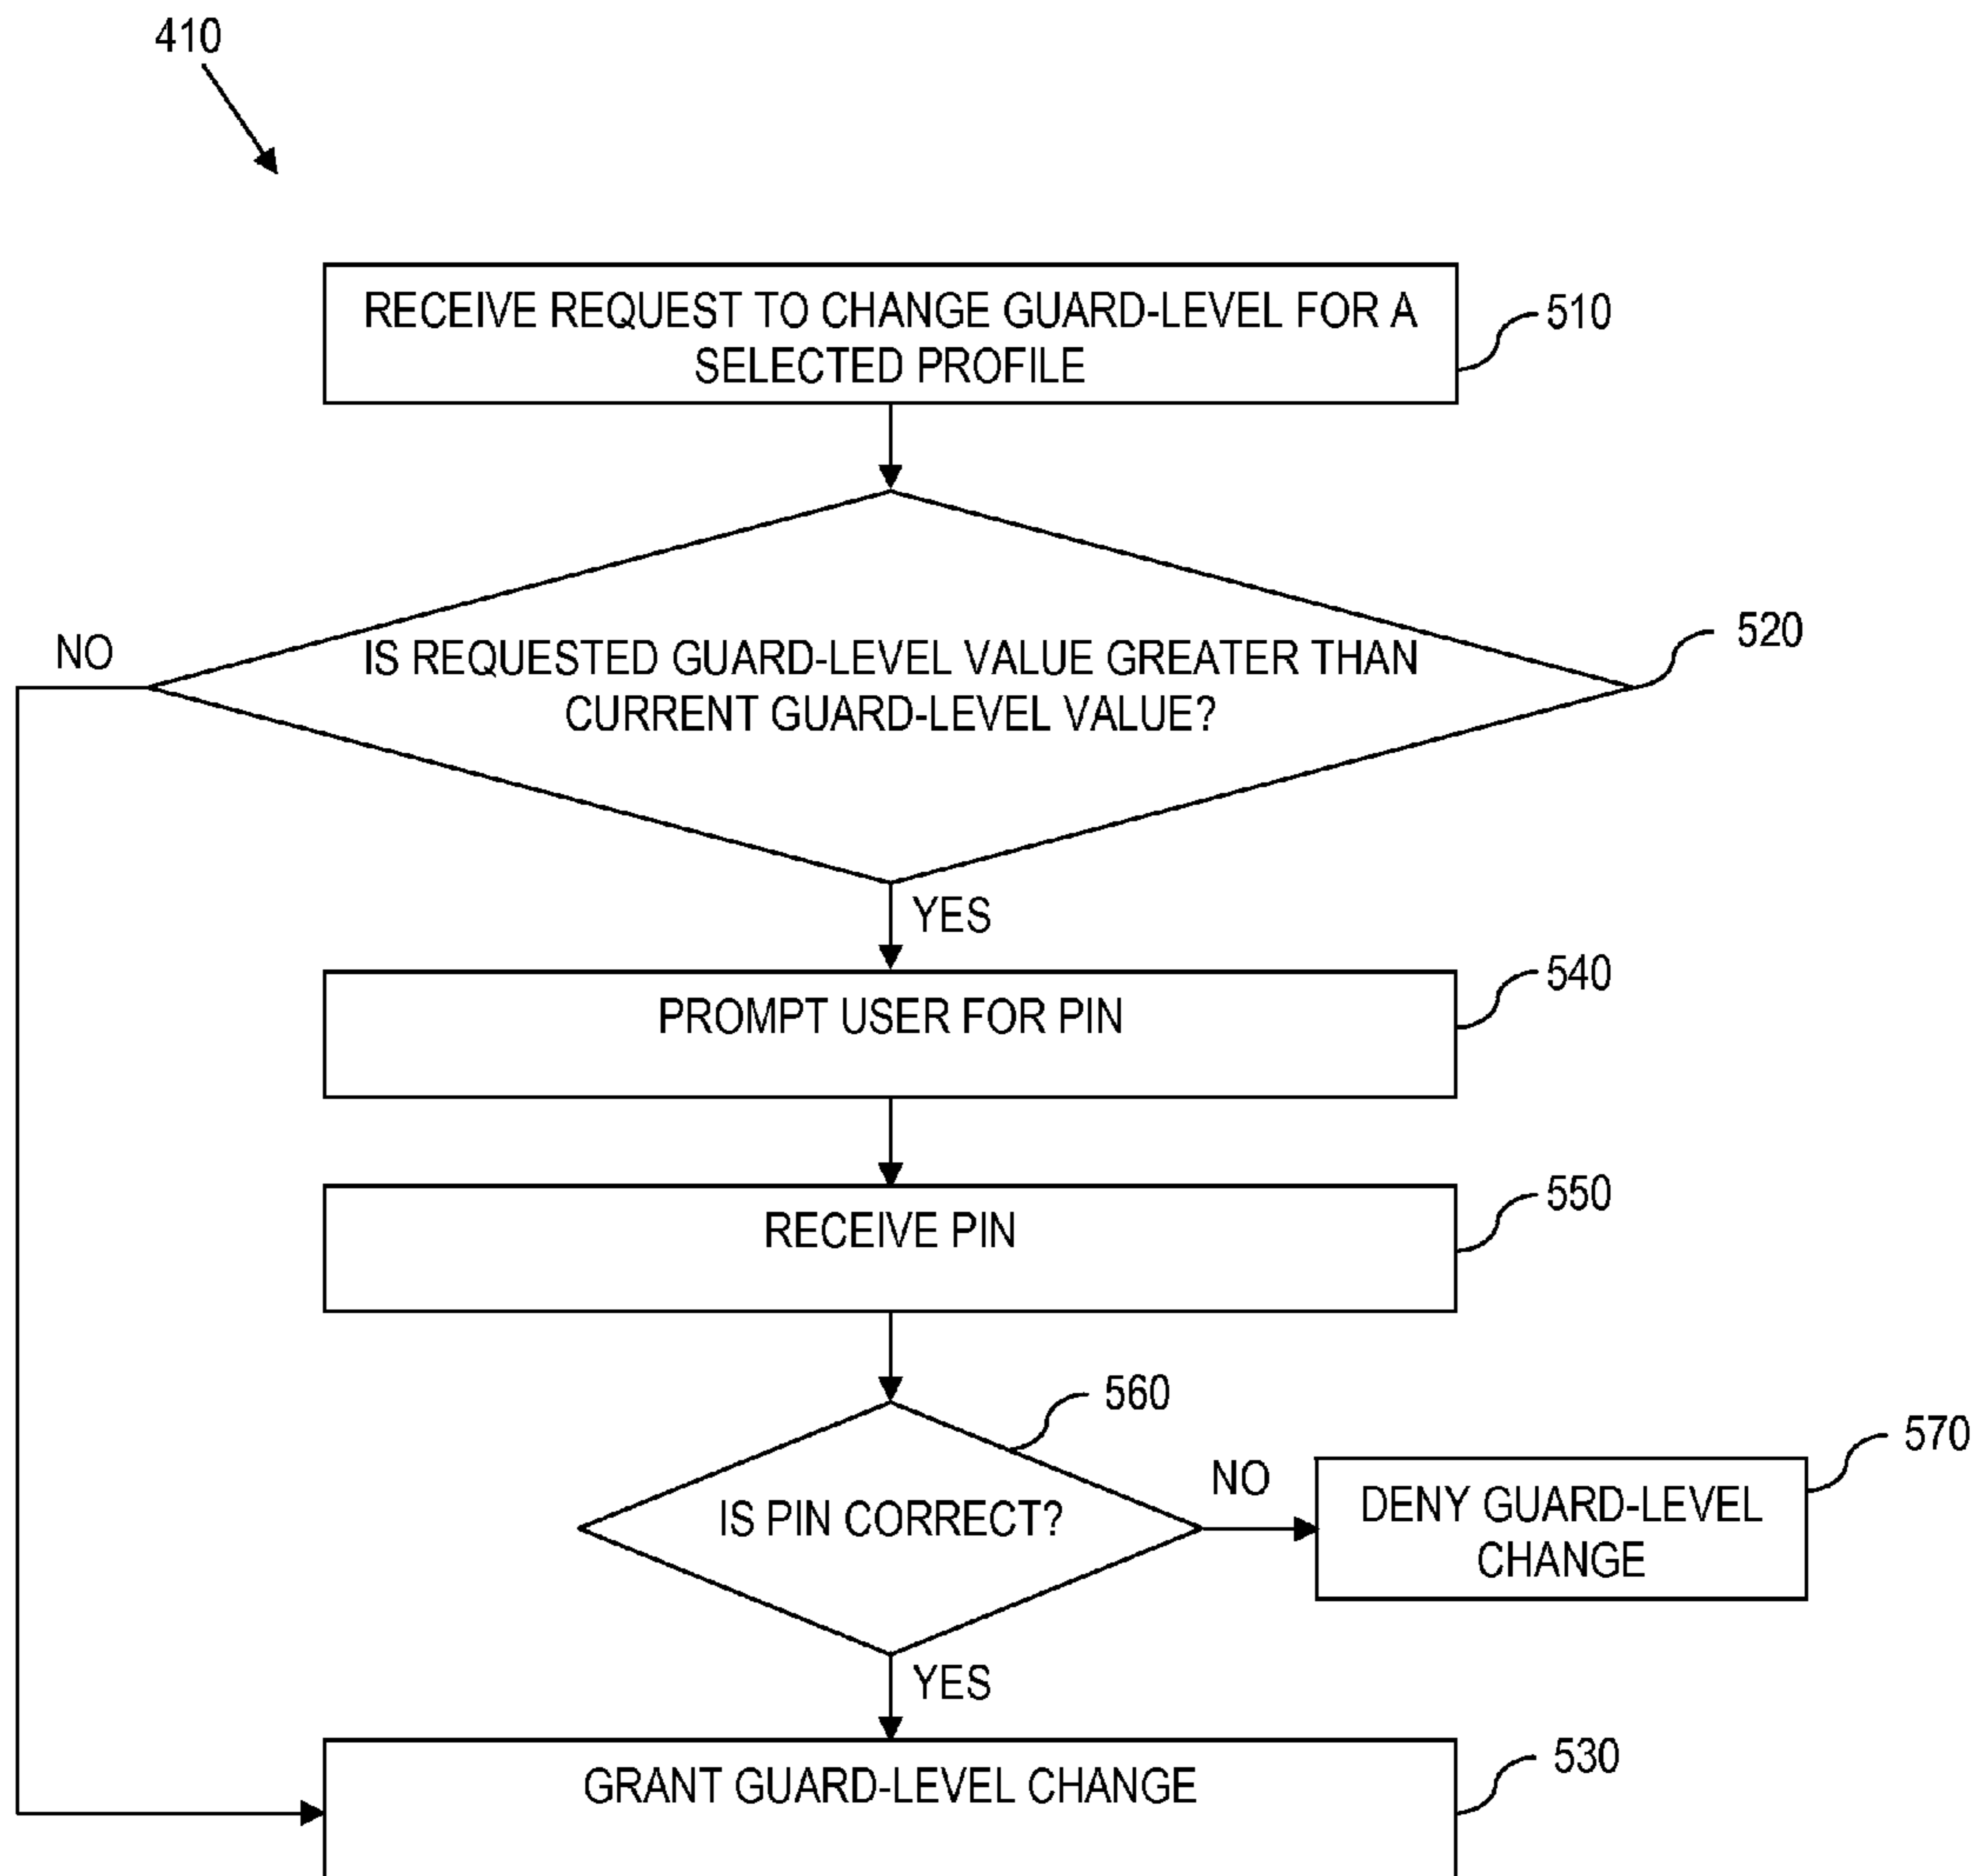 410
RECEIVE REQUEST TO CHANGE GUARD-LEVEL FOR A
SELECTED PROFILE
510
NO
IS REQUESTED GUARD-LEVEL VALUE GREATER THAN
CURRENT GUARD-LEVEL VALUE?
520
YES
PROMPT USER FOR PIN
540
RECEIVE PIN
550
560
IS PIN CORRECT?
NO
DENY GUARD-LEVEL
CHANGE
570
YES
GRANT GUARD-LEVEL CHANGE
530